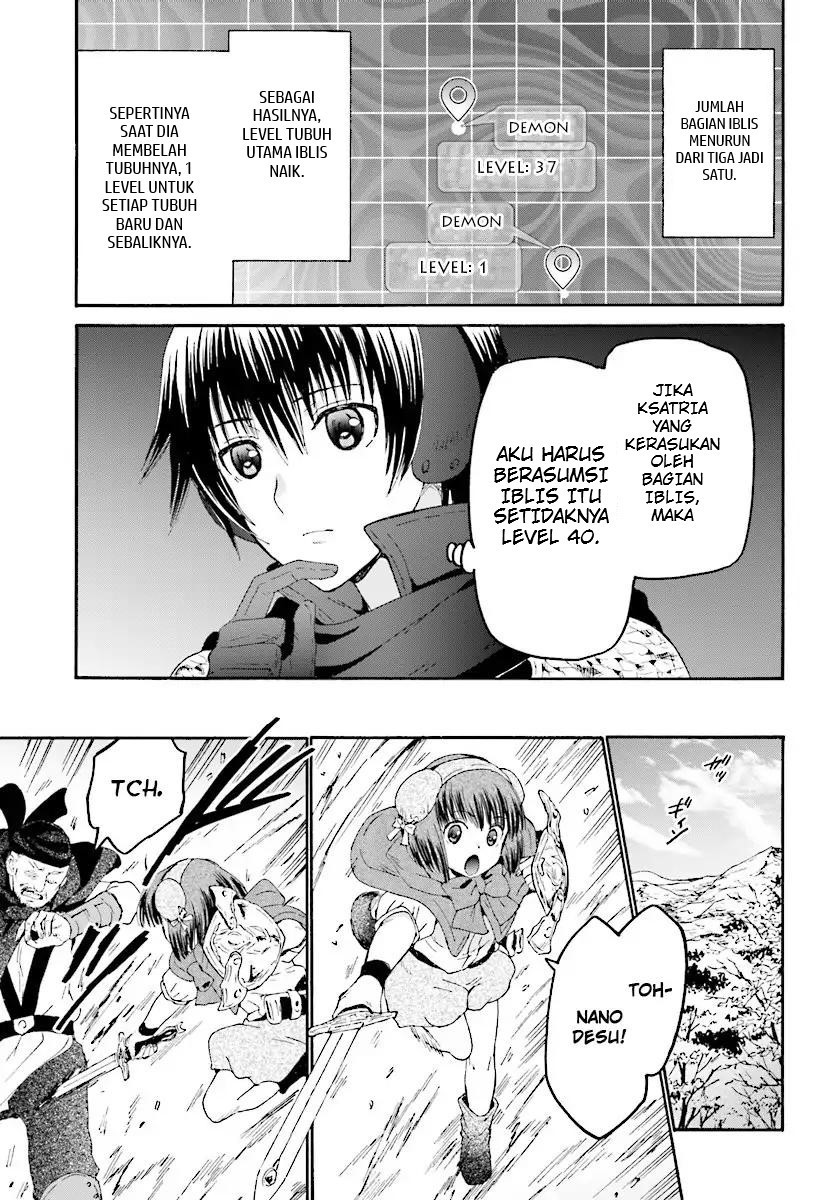 JUMLAH
BAGIAN IBLIS
MENURUN
DARI TIGA JADI
SATU.
DEMON
LEVEL: 37
DEMON
LEVEL: 1
SEBAGAI
HASILNYA,
LEVEL TUBUH
UTAMA IBLIS
NAIK.
SEPERTINYA
SAAT DIA
MEMBELAH
TUBUHNYA, 1
LEVEL UNTUK
SETIAP TUBUH
BARU DAN
SEBALIKNYA.
JIKA
KSATRIA
YANG
KERASUKAN
OLEH
BAGIAN
IBLIS,
MAKA
AKU HARUS
BERASUMSI
IBLIS ITU
SETIDAKNYA
LEVEL 40.
TOH-
NANO
DESU!
TCH.